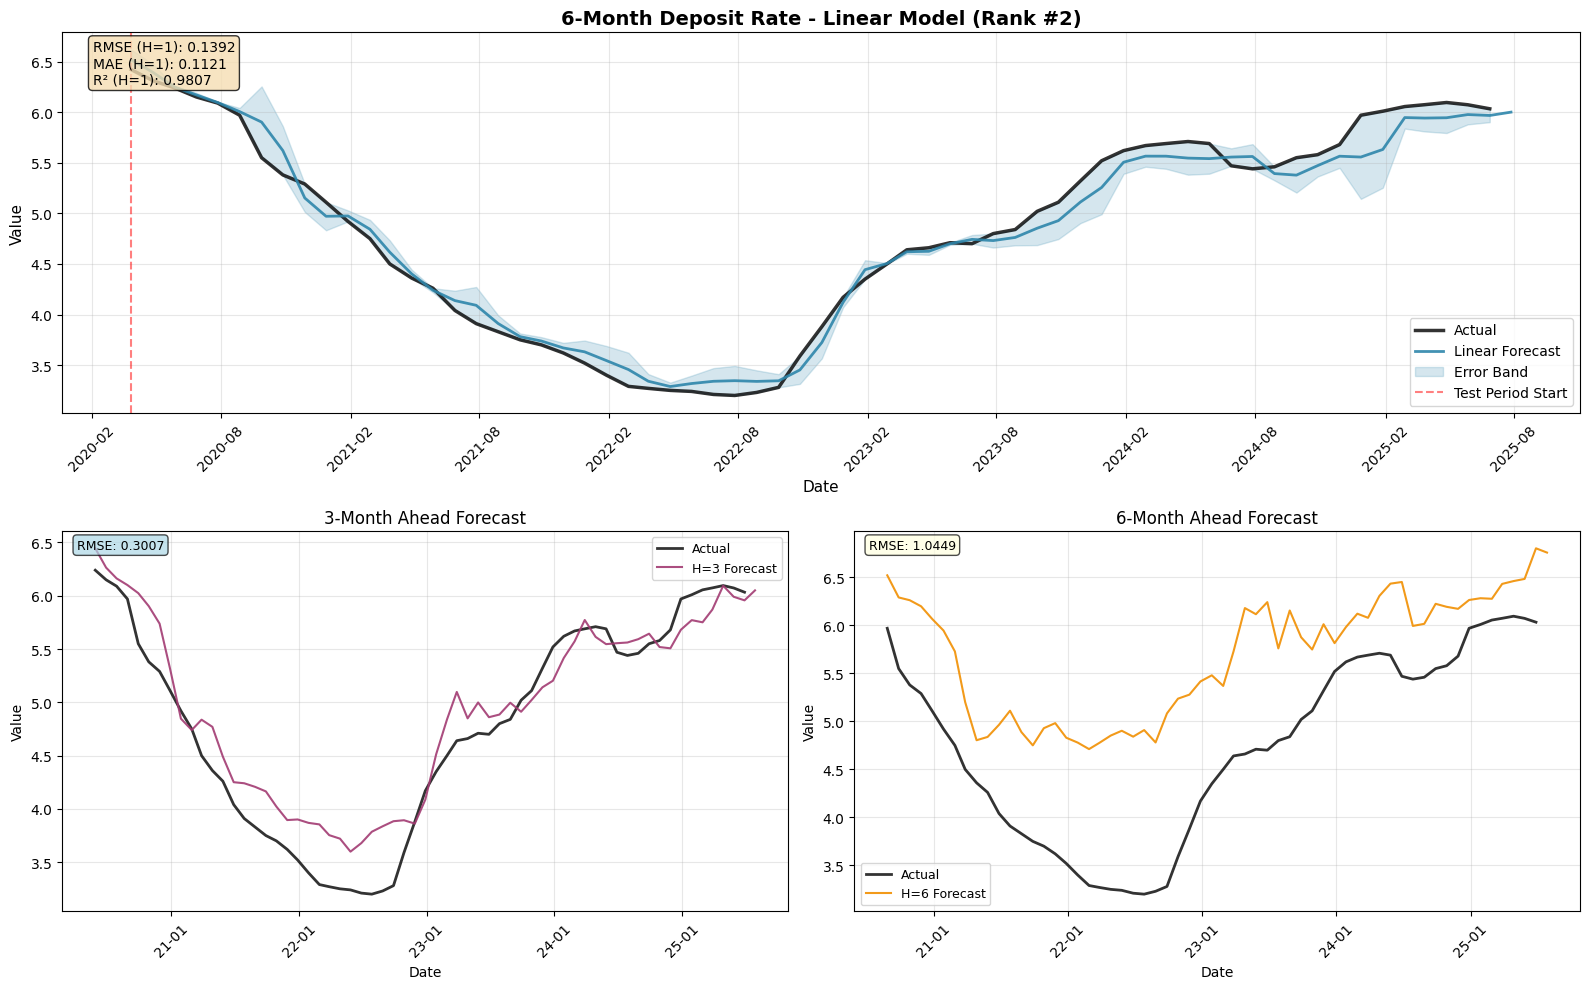 6-Month Deposit Rate - Linear Model (Rank #2)
RMSE (H=1): 0.1392
MAE (H=1): 0.1121
R² (H=1): 0.9807
6.5
6.0
5.5
5.0
4.5
4.0
3.5
Value
Actual
Linear Forecast
Error Band
Test Period Start
2020-02
2020-08
2021-02
2021-08
2022-02
2022-08
2023-02
2023-08
2024-02
2024-08
2025-02
2025-08
Date
3-Month Ahead Forecast
RMSE: 0.3007
Actual
H=3 Forecast
6.5
6.0
5.5
5.0
4.5
4.0
3.5
Value
21-01
22-01
23-01
24-01
25-01
Date
6-Month Ahead Forecast
RMSE: 1.0449
6.5
6.0
5.5
5.0
4.5
4.0
3.5
Value
Actual
H=6 Forecast
21-01
22-01
23-01
24-01
25-01
Date